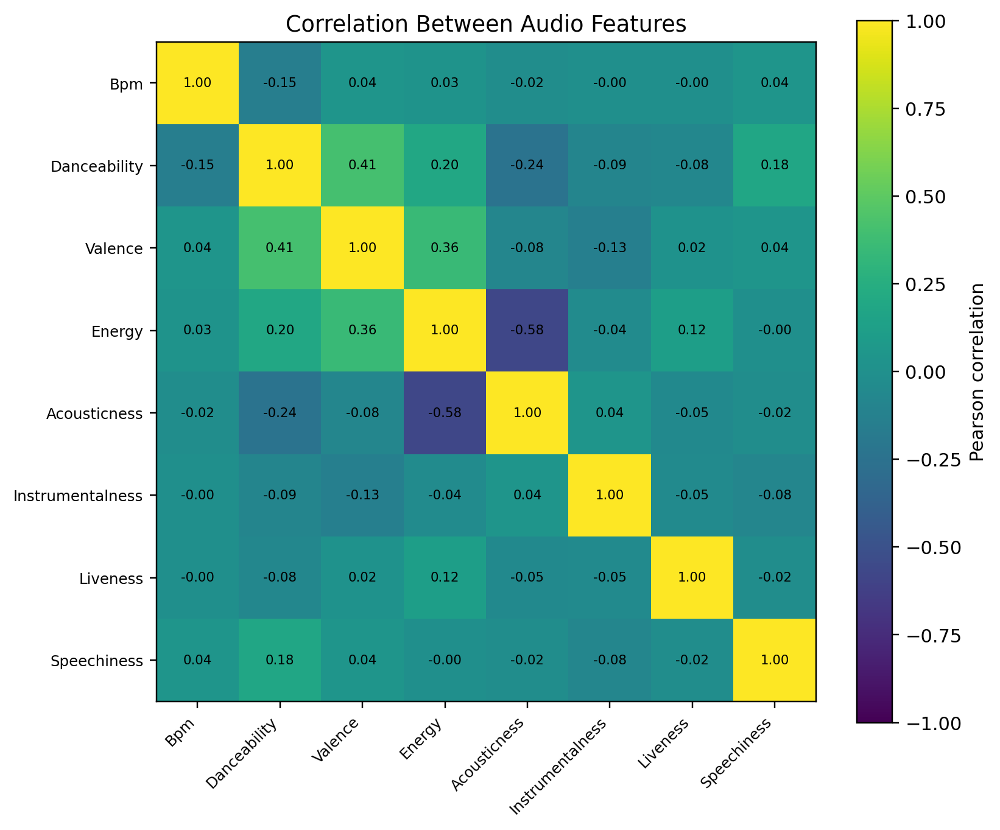 Correlation Between Audio Features
Bpm 1.00 -0.15 0.04 0.03 -0.02 -0.00 -0.00 0.04
Danceability -0.15 1.00 0.41 0.20 -0.24 -0.09 -0.08 0.18
Valence 0.04 0.41 1.00 0.36 -0.08 -0.13 0.02 0.04
Energy 0.03 0.20 0.36 1.00 -0.58 -0.04 0.12 -0.00
Acousticness -0.02 -0.24 -0.08 -0.58 1.00 0.04 -0.05 -0.02
Instrumentalness -0.00 -0.09 -0.13 -0.04 0.04 1.00 -0.05 -0.08
Liveness -0.00 -0.08 0.02 0.12 -0.05 -0.05 1.00 -0.02
Speechiness 0.04 0.18 0.04 -0.00 -0.02 -0.08 -0.02 1.00
Bpm Danceability Valence Energy Acousticness Instrumentalness Liveness Speechiness
1.00
0.75
0.50
0.25
0.00
−0.25
−0.50
−0.75
−1.00
Pearson correlation